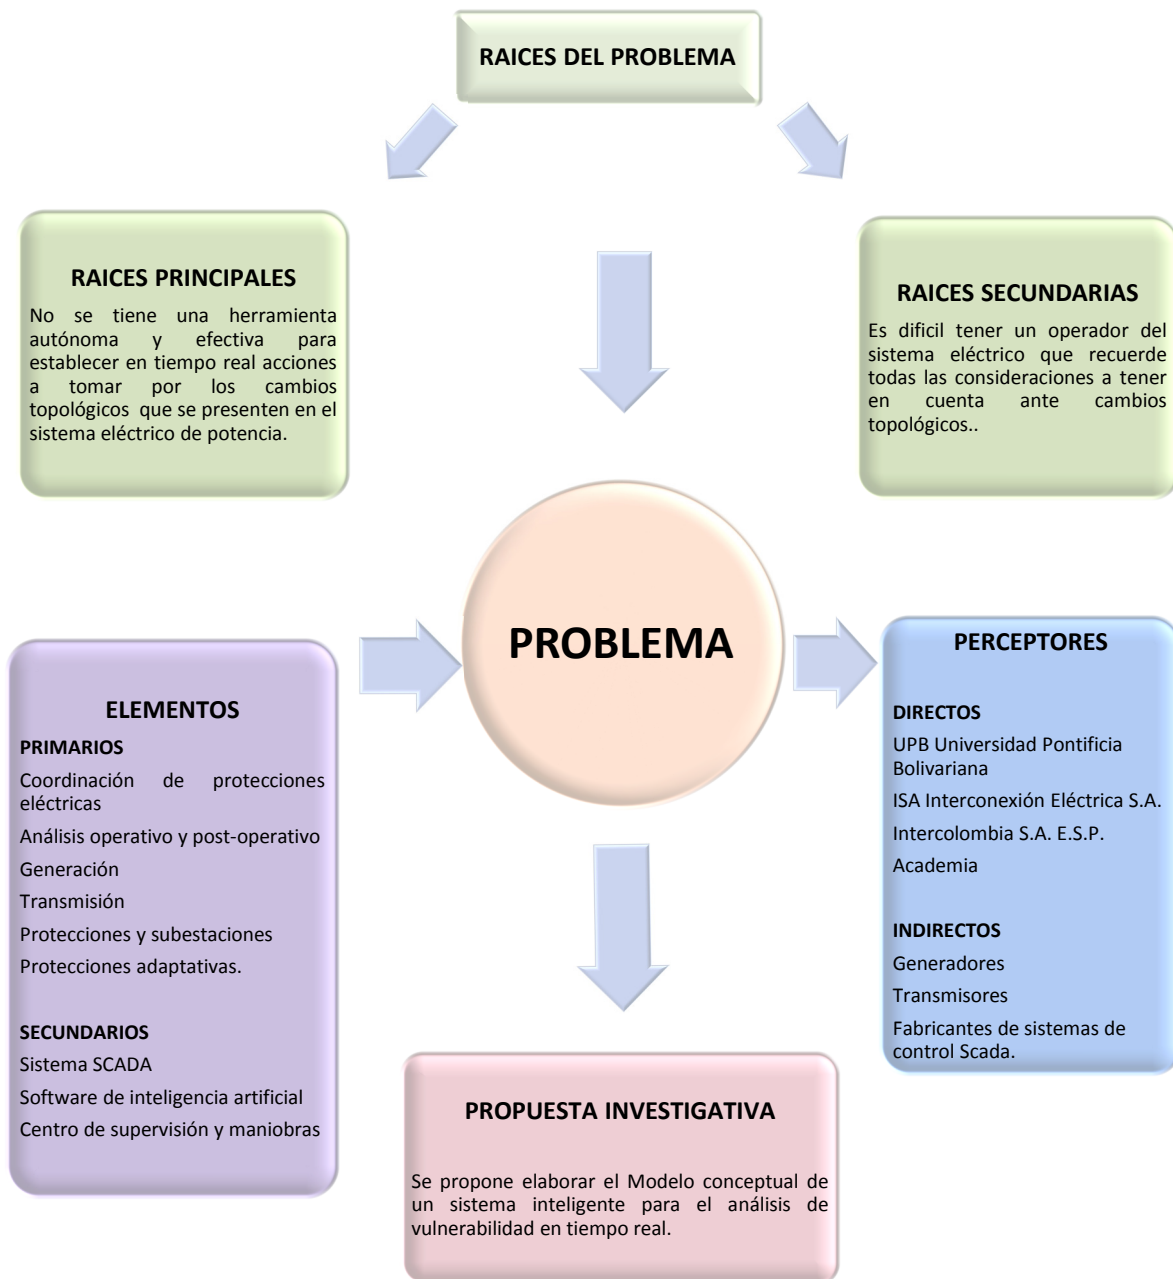 RAICES DEL PROBLEMA
RAICES PRINCIPALES
No se tiene una herramienta
autónoma y efectiva para
establecer en tiempo real acciones
a tomar por los cambios
topológicos que se presenten en el
sistema eléctrico de potencia.
RAICES SECUNDARIAS
Es dificil tener un operador del
sistema eléctrico que recuerde
todas las consideraciones a tener
en cuenta ante cambios
topológicos..
PROBLEMA
ELEMENTOS
PRIMARIOS
Coordinación de protecciones
eléctricas
Análisis operativo y post-operativo
Generación
Transmisión
Protecciones y subestaciones
Protecciones adaptativas.
SECUNDARIOS
Sistema SCADA
Software de inteligencia artificial
Centro de supervisión y maniobras
PERCEPTORES
DIRECTOS
UPB Universidad Pontificia
Bolivariana
ISA Interconexión Eléctrica S.A.
Intercolombia S.A. E.S.P.
Academia
INDIRECTOS
Generadores
Transmisores
Fabricantes de sistemas de
control Scada.
PROPUESTA INVESTIGATIVA
Se propone elaborar el Modelo conceptual de
un sistema inteligente para el análisis de
vulnerabilidad en tiempo real.